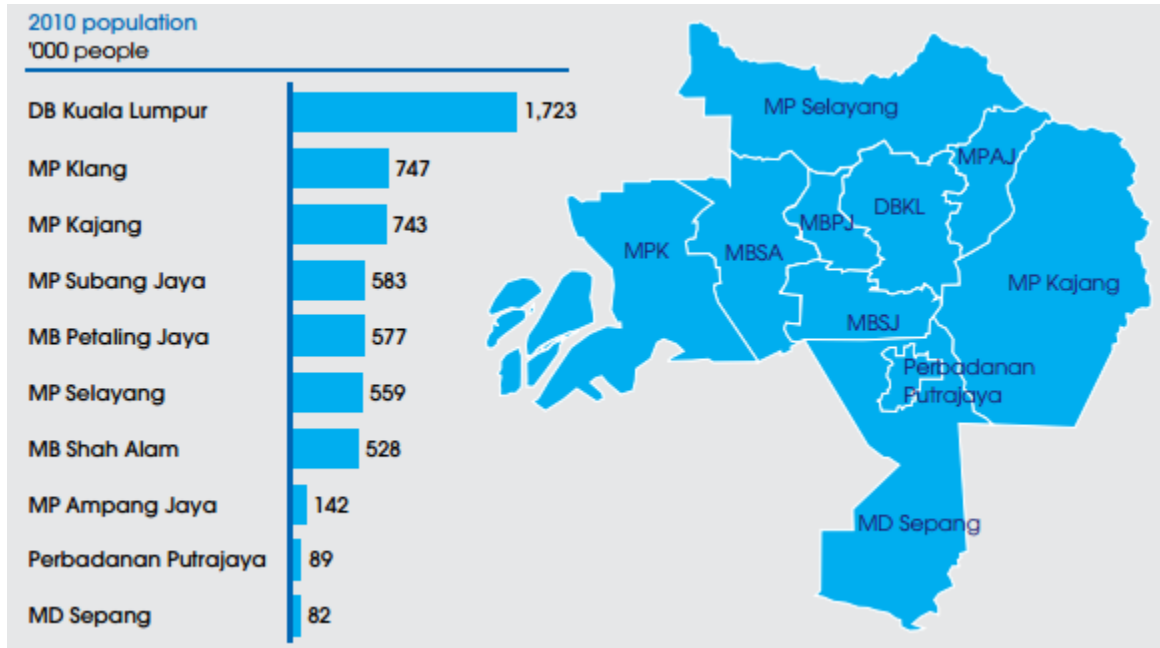 2010 population
'000 people
DB Kuala Lumpur
1,723
MP Klang
747
MP Kajang
743
MP Subang Jaya
583
MB Petaling Jaya
577
MP Selayang
559
MB Shah Alam
528
MP Ampang Jaya
142
Perbadanan Putrajaya
89
MD Sepang
82
MP Selayang
MPAJ
DBKL
MBPJ
MPK
MBSA
MP Kajang
MBSJ
Perbadanan
Putrajaya
MD Sepang